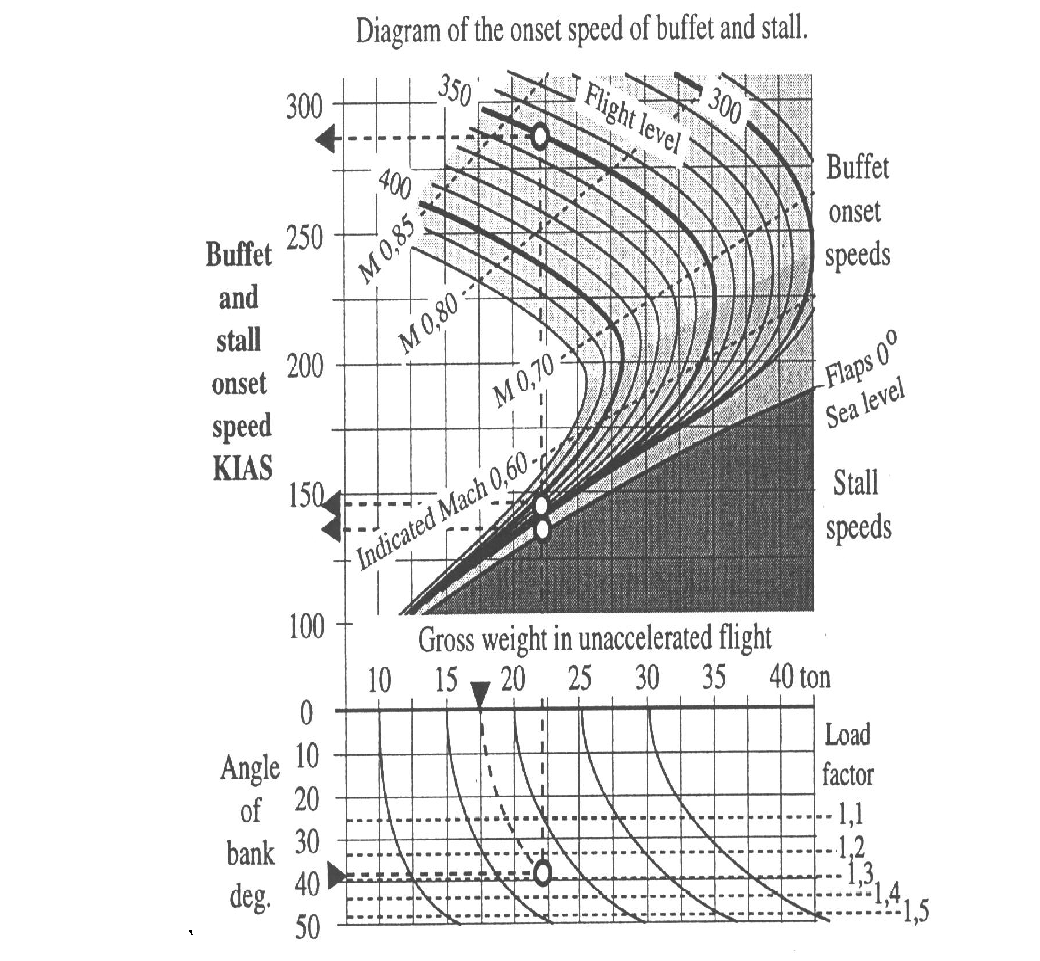 Diagram of the onset speed of buffet and stall.
300
250
200
150
100
Buffet
and
stall
onset
speed
KIAS
350
400
Flight level
300
M 0,85
M 0,80
M 0,70
Indicated Mach 0,60
Buffet
onset
speeds
Flaps 0°
Sea level
Stall
speeds
Gross weight in unaccelerated flight
10 15 20 25 30 35 40 ton
0
10
20
30
40
50
Angle
of
bank
deg.
Load
factor
1,1
1,2
1,3
1,4
1,5